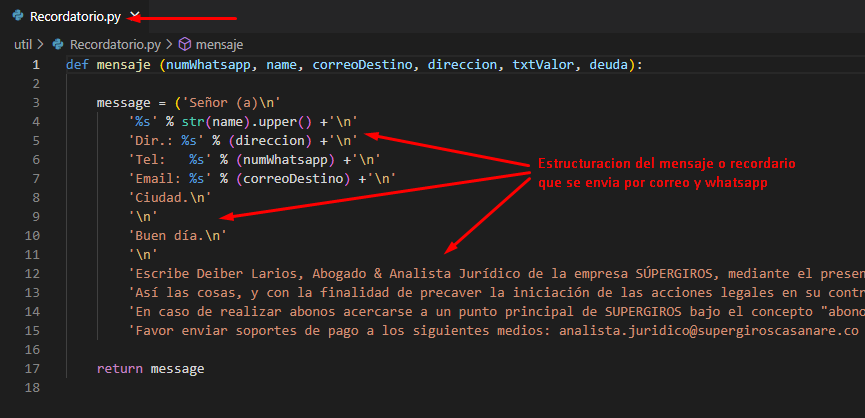 Recordatorio.py
util > Recordatorio.py > mensaje
1 def mensaje (numWhatsapp, name, correoDestino, direccion, txtValor, deuda):
2
3 message = ('Señor (a)\n'
4 '%s' % str(name).upper() +'\n'
5 'Dir.: %s' % (direccion) +'\n'
6 'Tel:   %s' % (numWhatsapp) +'\n'
7 'Email: %s' % (correoDestino) +'\n'
8 'Ciudad.\n'
9 '\n'
10 'Buen día.\n'
11 '\n'
12 'Escribe Deiber Larios, Abogado & Analista Jurídico de la empresa SÚPERGIROS, mediante el presen
13 'Así las cosas, y con la finalidad de precaver la iniciación de las acciones legales en su contr
14 'En caso de realizar abonos acercarse a un punto principal de SUPERGIROS bajo el concepto "abono
15 'Favor enviar soportes de pago a los siguientes medios: analista.juridico@supergiroscasanare.co
16
17 return message
18
Estructuracion del mensaje o recordario
que se envia por correo y whatsapp